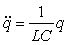 q̈ = 1/LC q